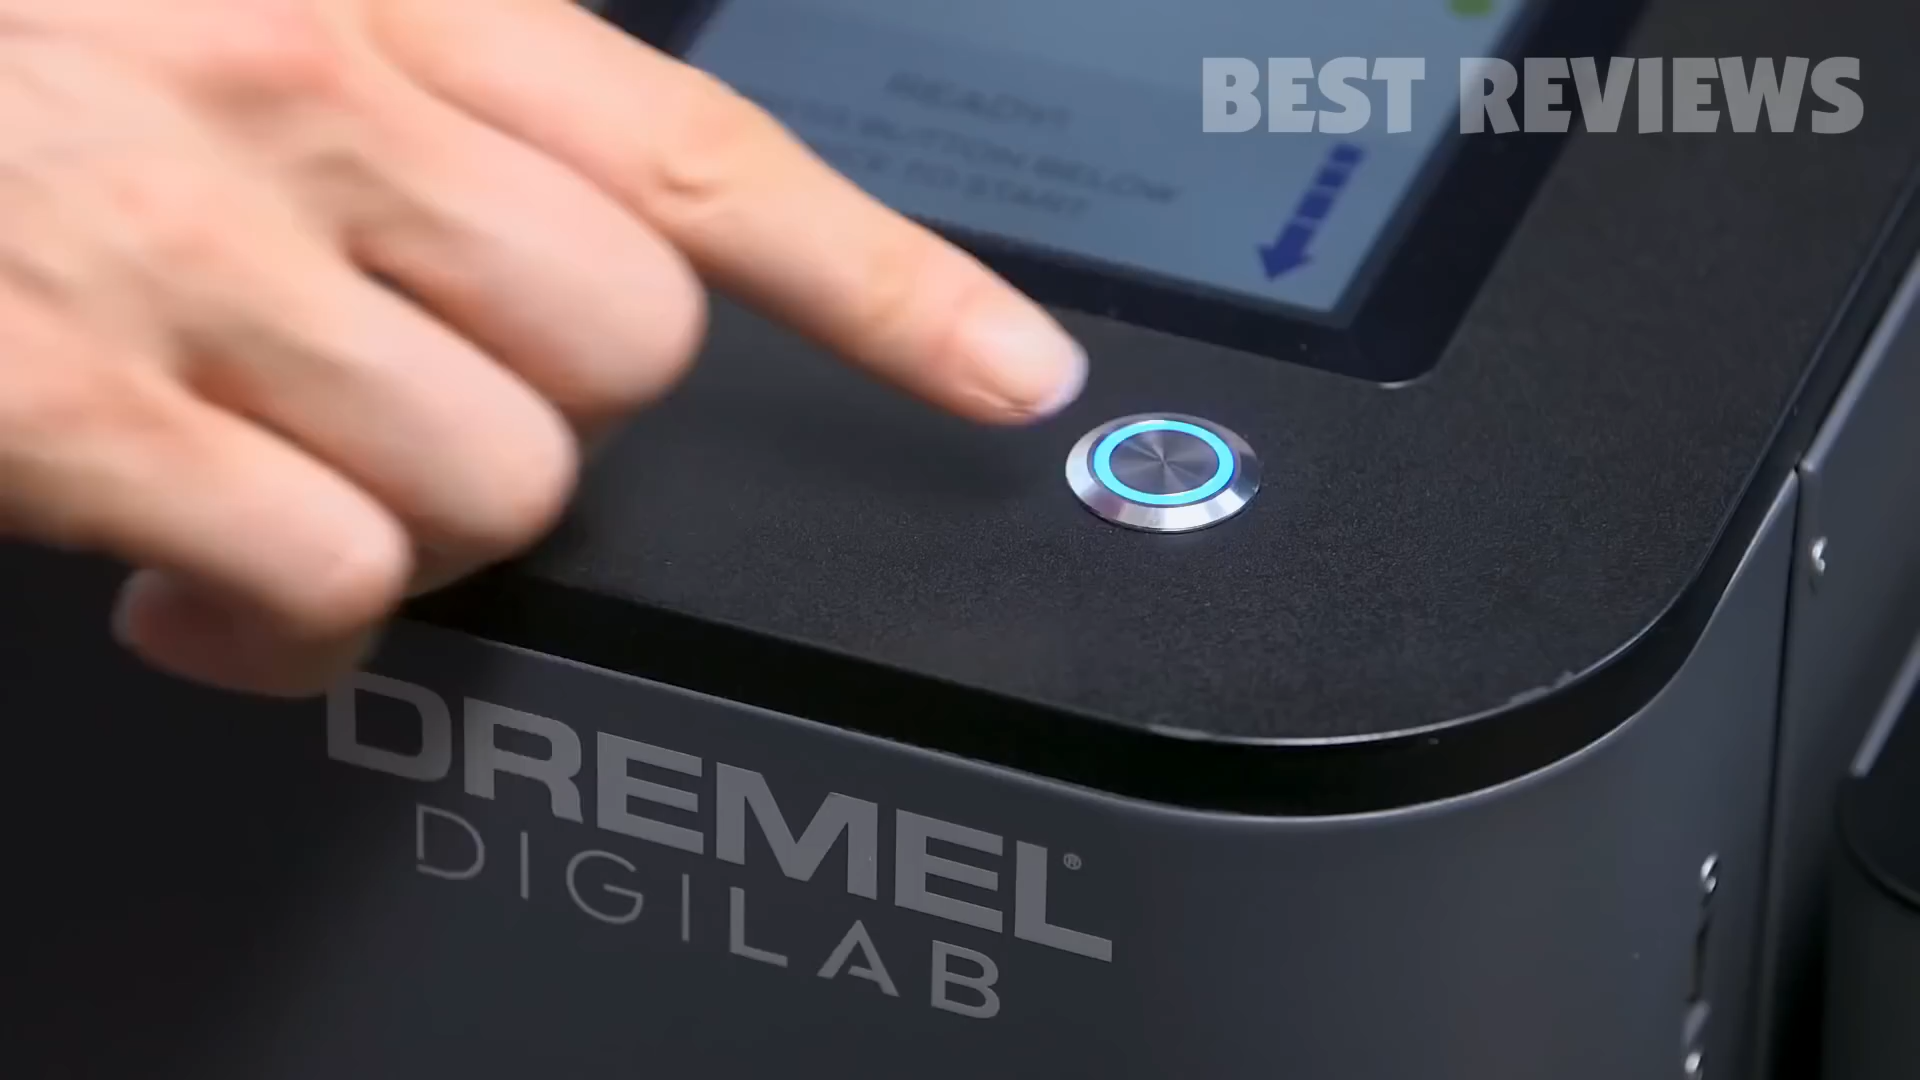 BEST REVIEWS
READY!
BUTTON BELOW
TO START
DREMEL®
DIGILAB